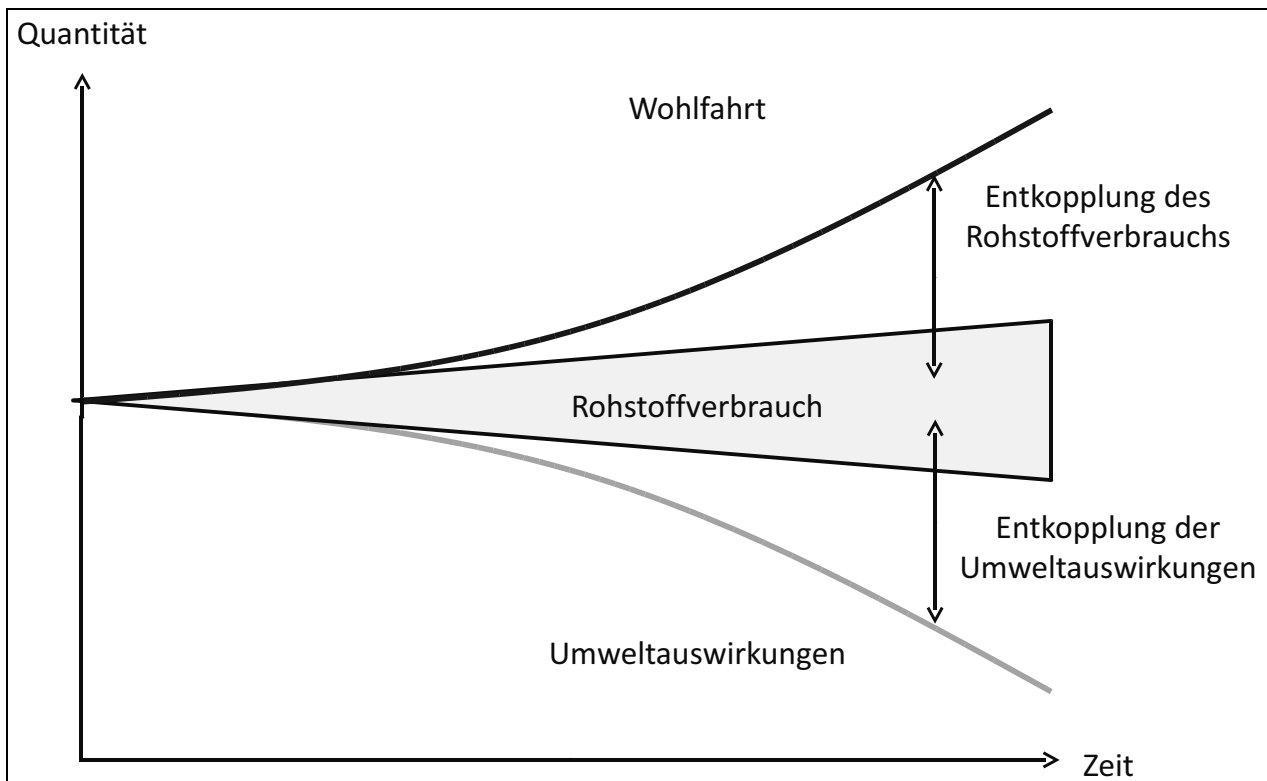 Quantität
Wohlfahrt
Entkopplung des
Rohstoffverbrauchs
Rohstoffverbrauch
Entkopplung der
Umweltauswirkungen
Umweltauswirkungen
Zeit